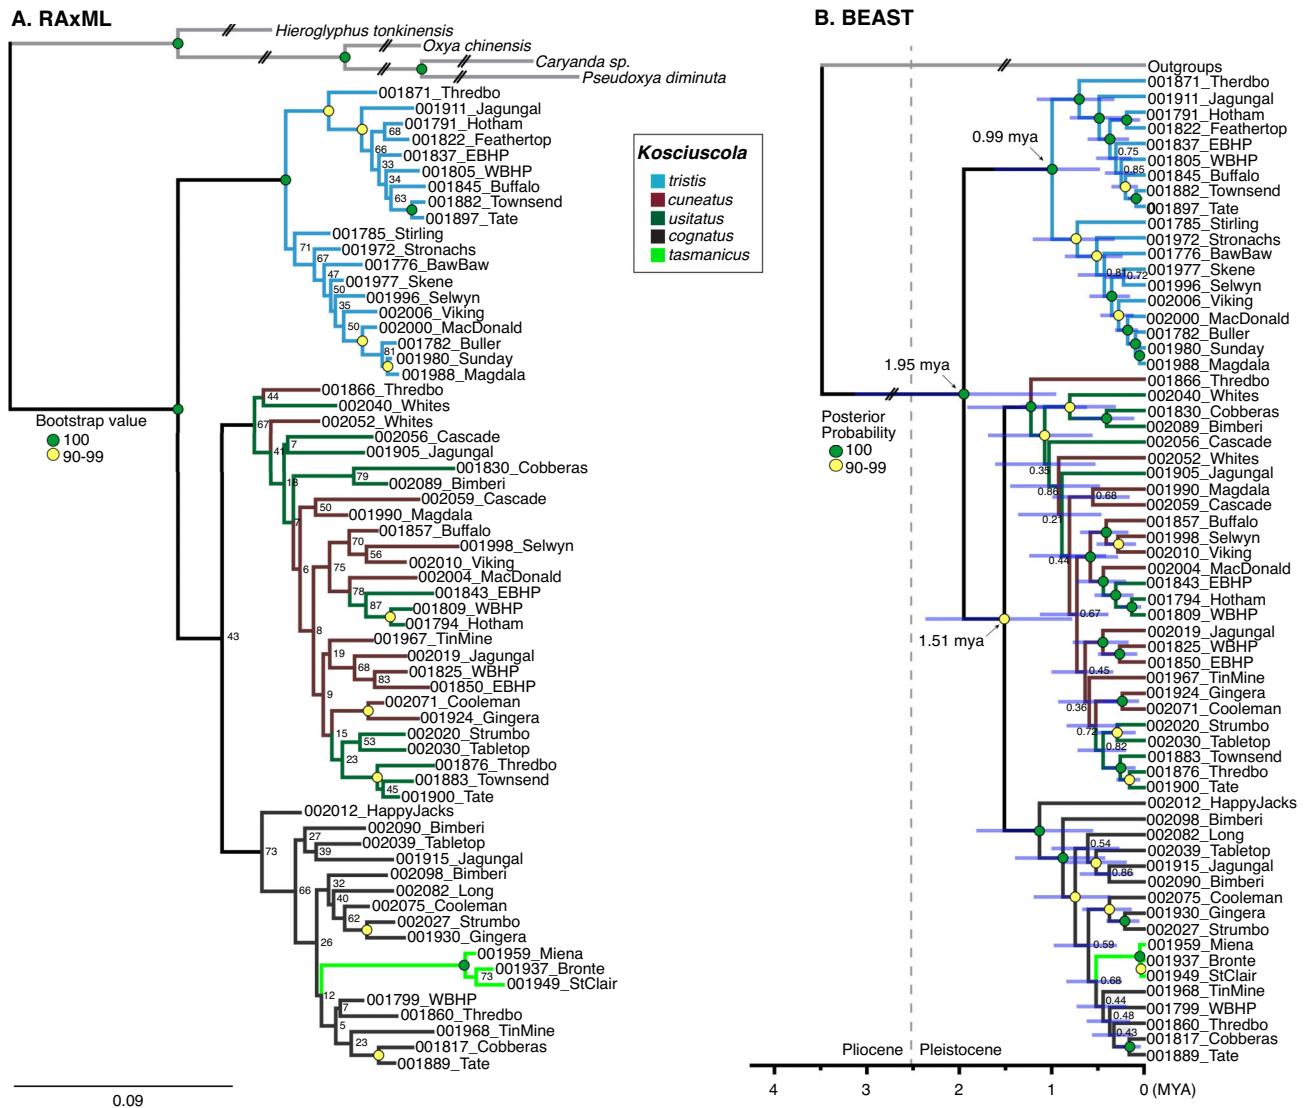 A. RAxML
Hieroglyphus tonkinensis
Oxya chinensis
Caryanda sp.
Pseudoxya diminuta
001871_Thredbo
001911_Jagungal
001791_Hotham
68
001822_Feathertop
66
001837_EBHP
33
001805_WBHP
34
001845_Buffalo
63
001882_Townsend
001897_Tate
001785_Stirling
71
001972_Stronachs
67
001776_BawBaw
47
001977_Skene
50
001996_Selwyn
35
002006_Viking
50
002000_MacDonald
001782_Buller
81
001980_Sunday
001988_Magdala
001866_Thredbo
44
002040_Whites
67
002052_Whites
002056_Cascade
7
41
001905_Jagungal
001830_Cobberas
79
18
002089_Bimberi
002059_Cascade
50
7
001990_Magdala
001857_Buffalo
70
001998_Selwyn
56
002010_Viking
75
6
002004_MacDonald
78
001843_EBHP
87
001809_WBHP
001794_Hotham
8
43
001967_TinMine
19
002019_Jagungal
68
001825_WBHP
83
001850_EBHP
9
002071_Cooleman
001924_Gingera
15
002020_Strumbo
53
002030_Tabletop
23
001876_Thredbo
001883_Townsend
45
001900_Tate
002012_HappyJacks
73
002090_Bimberi
27
002039_Tabletop
39
001915_Jagungal
002098_Bimberi
32
66
002082_Long
40
002075_Cooleman
62
002027_Strumbo
001930_Gingera
26
001959_Miena
001937_Bronte
73
001949_StClair
12
001799_WBHP
7
001860_Thredbo
5
001968_TinMine
23
001817_Cobberas
001889_Tate
Bootstrap value
100
90-99
0.09
Kosciuscola
tristis
cuneatus
usitatus
cognatus
tasmanicus
B. BEAST
Outgroups
001871_Therdbo
001911_Jagungal
001791_Hotham
001822_Feathertop
001837_EBHP
0.75
001805_WBHP
0.85
001845_Buffalo
001882_Townsend
001897_Tate
0.99 mya
001785_Stirling
001972_Stronachs
001776_BawBaw
001977_Skene
0.81
0.72
001996_Selwyn
002006_Viking
002000_MacDonald
001782_Buller
001980_Sunday
001988_Magdala
1.95 mya
001866_Thredbo
002040_Whites
001830_Cobberas
002089_Bimberi
002056_Cascade
002052_Whites
0.35
001905_Jagungal
0.86
001990_Magdala
0.68
002059_Cascade
0.21
001857_Buffalo
001998_Selwyn
002010_Viking
0.44
002004_MacDonald
001843_EBHP
001794_Hotham
001809_WBHP
0.67
002019_Jagungal
001825_WBHP
001850_EBHP
0.45
001967_TinMine
001924_Gingera
0.36
002071_Cooleman
002020_Strumbo
0.72
002030_Tabletop
0.82
001883_Townsend
001876_Thredbo
001900_Tate
1.51 mya
002012_HappyJacks
002098_Bimberi
002082_Long
0.54
002039_Tabletop
001915_Jagungal
0.86
002090_Bimberi
002075_Cooleman
001930_Gingera
002027_Strumbo
0.59
001959_Miena
001937_Bronte
001949_StClair
0.68
001968_TinMine
0.44
001799_WBHP
0.48
001860_Thredbo
0.43
001817_Cobberas
001889_Tate
Posterior
Probability
100
90-99
Pliocene Pleistocene
4 3 2 1 0 (MYA)